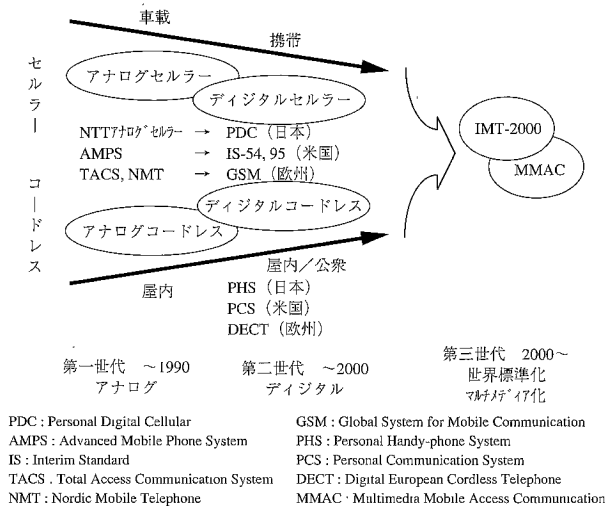 車載
携帯
セルラー
アナログセルラー
ディジタルセルラー
NTTアナログセルラー → PDC（日本）
AMPS → IS-54, 95（米国）
TACS, NMT → GSM（欧州）
IMT-2000
MMAC
コードレス
ディジタルコードレス
アナログコードレス
屋内
屋内／公衆
PHS（日本）
PCS（米国）
DECT（欧州）
第一世代 ～1990
アナログ
第二世代 ～2000
ディジタル
第三世代 2000～
世界標準化
マルチメディア化
PDC : Personal Digital Cellular
AMPS : Advanced Mobile Phone System
IS : Interim Standard
TACS . Total Access Communication System
NMT : Nordic Mobile Telephone
GSM : Global System for Mobile Communication
PHS : Personal Handy-phone System
PCS : Personal Communication System
DECT : Digital European Cordless Telephone
MMAC · Multimedia Mobile Access Communication